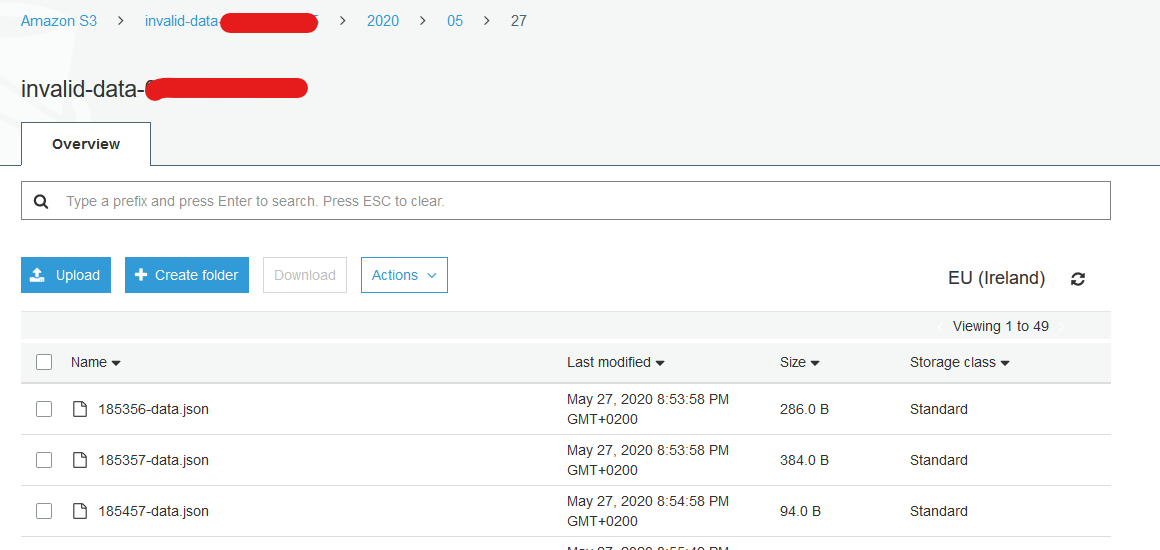 Amazon S3 > invalid-data- > 2020 > 05 > 27
invalid-data-
Overview
Type a prefix and press Enter to search. Press ESC to clear.
Upload Create folder Download Actions
EU (Ireland)
Viewing 1 to 49
Name Last modified Size Storage class
185356-data.json May 27, 2020 8:53:58 PM GMT+0200 286.0 B Standard
185357-data.json May 27, 2020 8:53:58 PM GMT+0200 384.0 B Standard
185457-data.json May 27, 2020 8:54:58 PM GMT+0200 94.0 B Standard